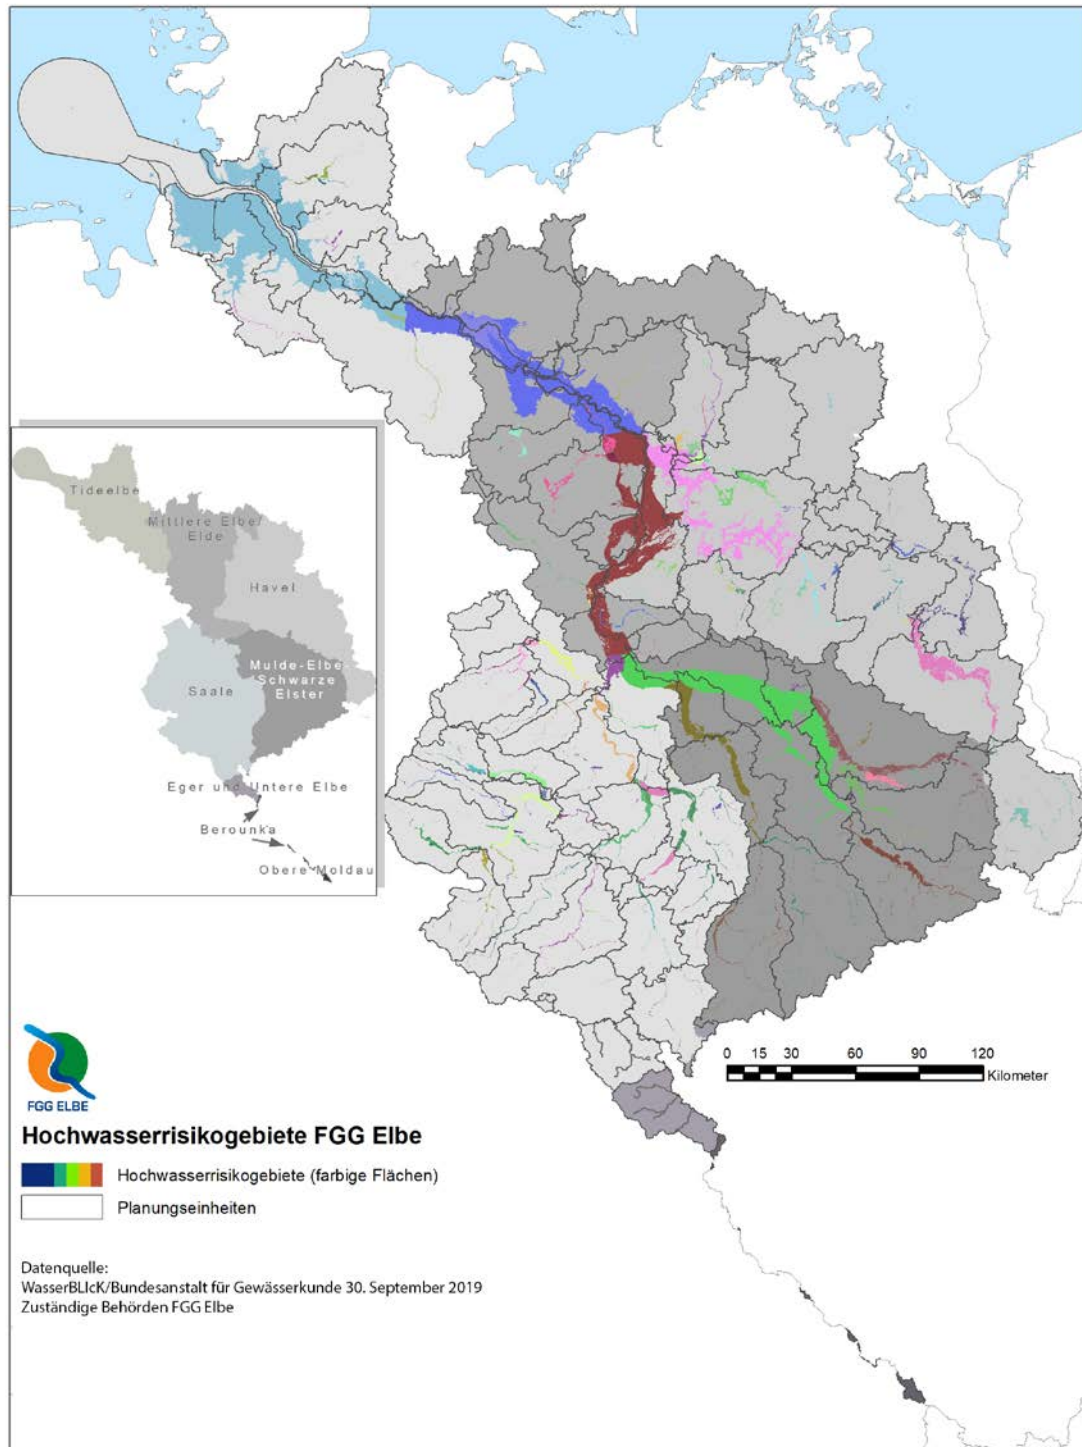 Tideelbe
Mittlere Elbe/
Elde
Havel
Mulde-Elbe-
Schwarze
Elster
Saale
Eger und Untere Elbe
Berounka
Obere Moldau
FGG ELBE
0 15 30 60 90 120
Kilometer
Hochwasserrisikogebiete FGG Elbe
Hochwasserrisikogebiete (farbige Flächen)
Planungseinheiten
Datenquelle:
WasserBLIcK/Bundesanstalt für Gewässerkunde 30. September 2019
Zuständige Behörden FGG Elbe